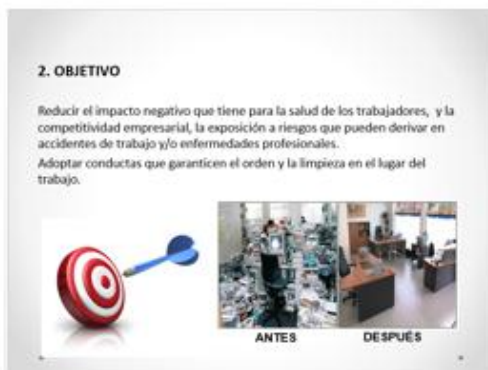 2. OBJETIVO
Reducir el impacto negativo que tiene para la salud de los trabajadores, y la
competitividad empresarial, la exposición a riesgos que pueden derivar en
accidentes de trabajo y/o enfermedades profesionales.
Adoptar conductas que garanticen el orden y la limpieza en el lugar del
trabajo.
ANTES DESPUÉS